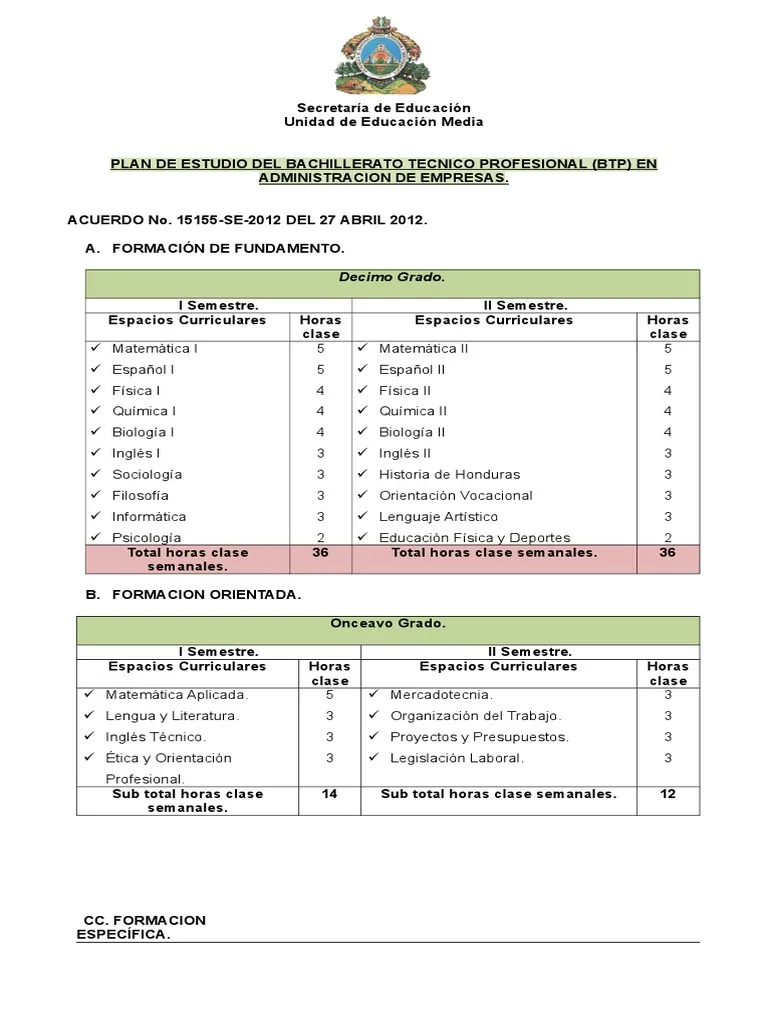 Secretaría de Educación
Unidad de Educación Media
PLAN DE ESTUDIO DEL BACHILLERATO TECNICO PROFESIONAL (BTP) EN
ADMINISTRACION DE EMPRESAS.
ACUERDO No. 15155-SE-2012 DEL 27 ABRIL 2012.
A. FORMACIÓN DE FUNDAMENTO.
Decimo Grado.
I Semestre. II Semestre.
Espacios Curriculares Horas clase Espacios Curriculares Horas clase
✓ Matemática I 5 ✓ Matemática II 5
✓ Español I 5 ✓ Español II 5
✓ Física I 4 ✓ Física II 4
✓ Química I 4 ✓ Química II 4
✓ Biología I 4 ✓ Biología II 4
✓ Inglés I 3 ✓ Inglés II 3
✓ Sociología 3 ✓ Historia de Honduras 3
✓ Filosofía 3 ✓ Orientación Vocacional 3
✓ Informática 3 ✓ Lenguaje Artístico 3
✓ Psicología 2 ✓ Educación Física y Deportes 2
Total horas clase semanales. 36 Total horas clase semanales. 36
B. FORMACION ORIENTADA.
Onceavo Grado.
I Semestre. II Semestre.
Espacios Curriculares Horas clase Espacios Curriculares Horas clase
✓ Matemática Aplicada. 5 ✓ Mercadotecnia. 3
✓ Lengua y Literatura. 3 ✓ Organización del Trabajo. 3
✓ Inglés Técnico. 3 ✓ Proyectos y Presupuestos. 3
✓ Ética y Orientación Profesional. 3 ✓ Legislación Laboral. 3
Sub total horas clase semanales. 14 Sub total horas clase semanales. 12
CC. FORMACION
ESPECÍFICA.